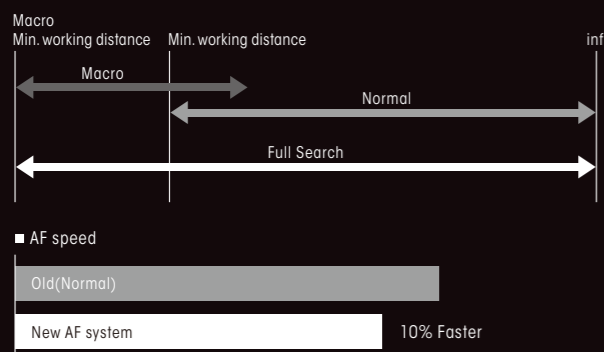 Macro
Min. working distance Min. working distance inf
Macro
Normal
Full Search
AF speed
Old(Normal)
New AF system 10% Faster